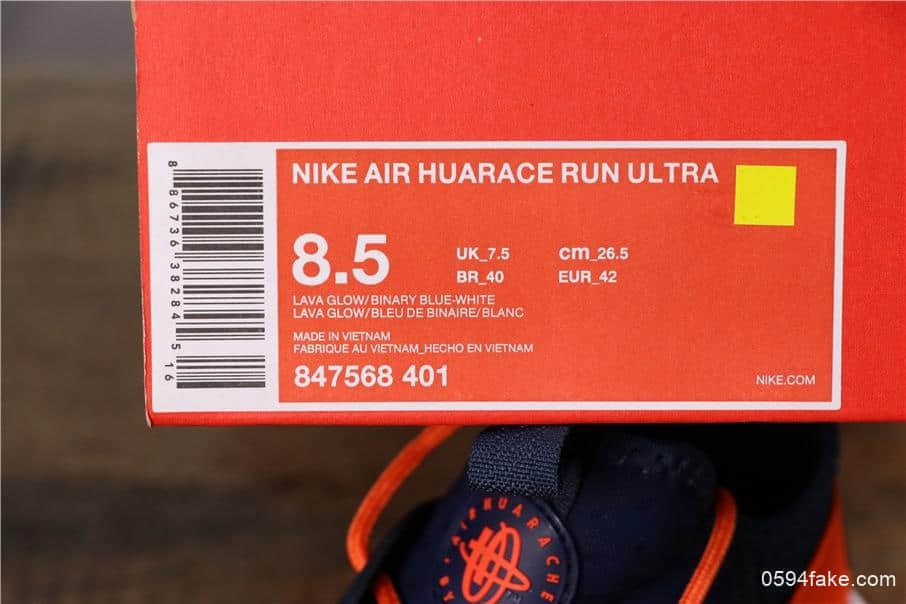 NIKE AIR HUARACE RUN ULTRA
8.5
UK_7.5
cm_26.5
BR_40
EUR_42
LAVA GLOW/BINARY BLUE-WHITE
LAVA GLOW/BLEU DE BINAIRE/BLANC
MADE IN VIETNAM
FABRIQUE AU VIETNAM_HECHO EN VIETNAM
847568 401
NIKE.COM
8 86736 38284 5 16
AIR HUARACHE
0594fake.com